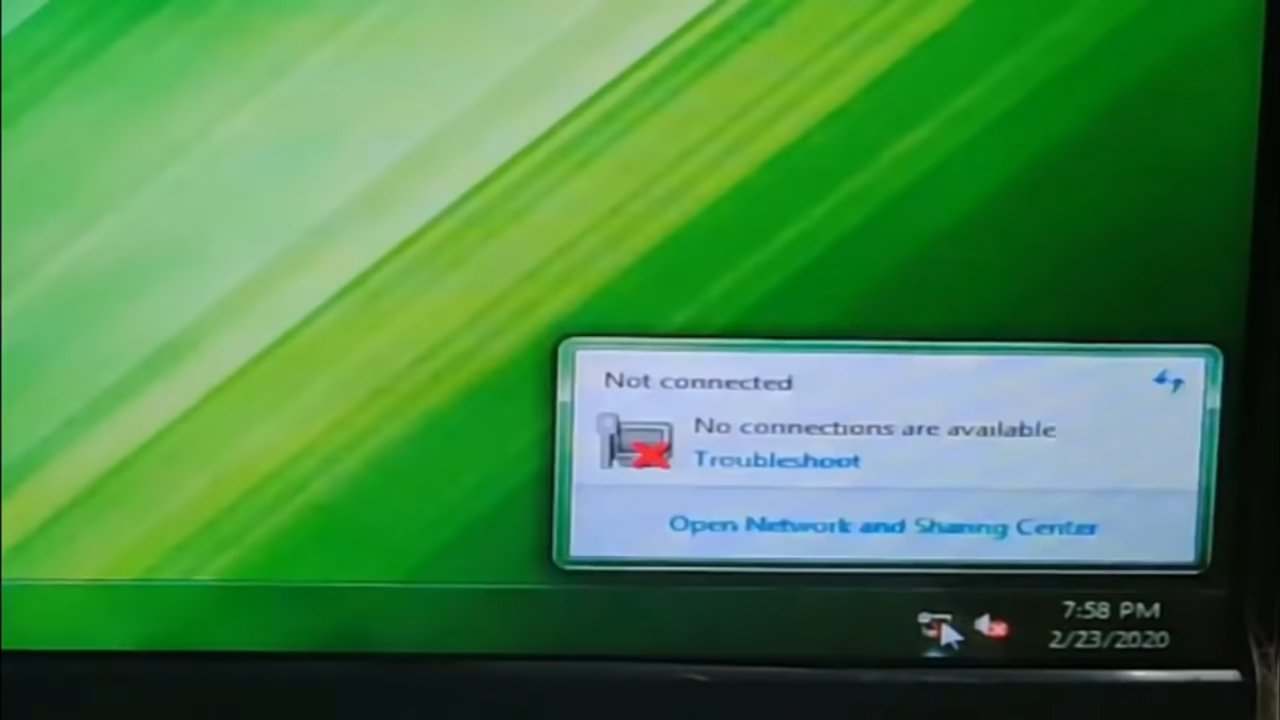 Not connected
No connections are available
Troubleshoot
Open Network and Sharing Center
7:58 PM
2/23/2020